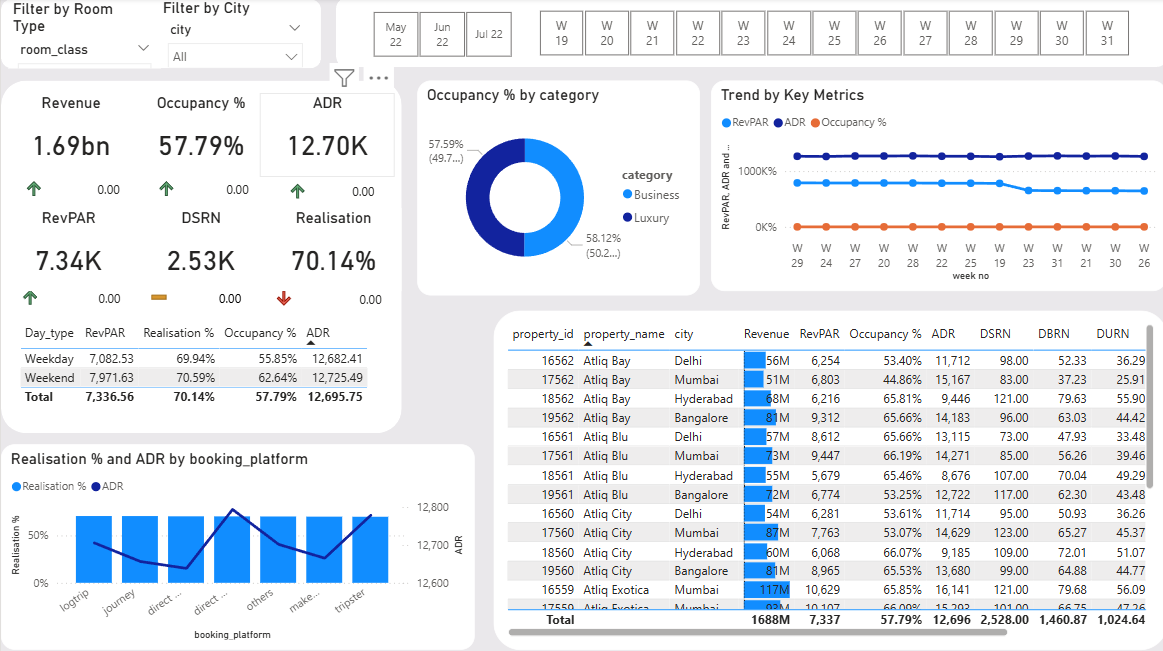 Filter by Room Type
room_class
Filter by City
city
All
May 22
Jun 22
Jul 22
W 19
W 20
W 21
W 22
W 23
W 24
W 25
W 26
W 27
W 28
W 29
W 30
W 31
Revenue Occupancy % ADR
1.69bn 57.79% 12.70K
0.00 0.00 0.00
RevPAR DSRN Realisation
7.34K 2.53K 70.14%
0.00 0.00 0.00
Day_type RevPAR Realisation % Occupancy % ADR
Weekday 7,082.53 69.94% 55.85% 12,682.41
Weekend 7,971.63 70.59% 62.64% 12,725.49
Total 7,336.56 70.14% 57.79% 12,695.75
Occupancy % by category
57.59%
(49.7...)
58.12%
(50.2...)
category
Business
Luxury
Trend by Key Metrics
RevPAR ADR Occupancy %
RevPAR, ADR and ...
1000K%
0K%
W 29
W 24
W 27
W 20
W 28
W 22
W 25
W 19
W 23
W 31
W 21
W 30
W 26
week no
Realisation % and ADR by booking_platform
Realisation % ADR
Realisation %
50%
0%
12,800
12,700
12,600
ADR
logtrip
journey
direct ...
direct ...
others
make...
tripster
booking_platform
property_id property_name city Revenue RevPAR Occupancy % ADR DSRN DBRN DURN
16562 Atliq Bay Delhi 56M 6,254 53.40% 11,712 98.00 52.33 36.29
17562 Atliq Bay Mumbai 51M 6,803 44.86% 15,167 83.00 37.23 25.91
18562 Atliq Bay Hyderabad 68M 6,216 65.81% 9,446 121.00 79.63 55.90
19562 Atliq Bay Bangalore 81M 9,312 65.66% 14,183 96.00 63.03 44.42
16561 Atliq Blu Delhi 57M 8,612 65.66% 13,115 73.00 47.93 33.48
17561 Atliq Blu Mumbai 73M 9,447 66.19% 14,271 85.00 56.26 39.46
18561 Atliq Blu Hyderabad 55M 5,679 65.46% 8,676 107.00 70.04 49.29
19561 Atliq Blu Bangalore 72M 6,774 53.25% 12,722 117.00 62.30 43.48
16560 Atliq City Delhi 54M 6,281 53.61% 11,714 95.00 50.93 36.26
17560 Atliq City Mumbai 87M 7,763 53.07% 14,629 123.00 65.27 45.37
18560 Atliq City Hyderabad 60M 6,068 66.07% 9,185 109.00 72.01 51.07
19560 Atliq City Bangalore 81M 8,965 65.53% 13,680 99.00 64.88 44.77
16559 Atliq Exotica Mumbai 117M 10,629 65.85% 16,141 121.00 79.68 56.09
17559 Atliq Exotica Mumbai 93M 10,107 66.09% 15,293 101.00 66.75 47.26
Total 1688M 7,337 57.79% 12,696 2,528.00 1,460.87 1,024.64